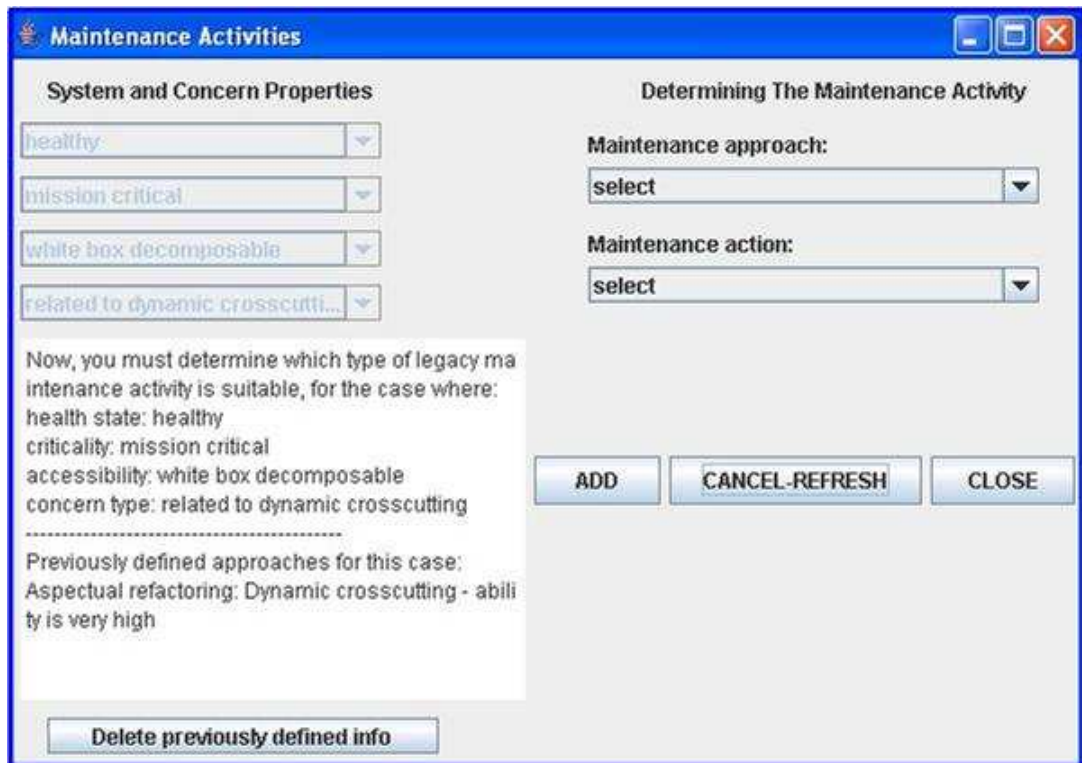 Maintenance Activities
System and Concern Properties
healthy
mission critical
white box decomposable
related to dynamic crosscutti...
Now, you must determine which type of legacy ma
intenance activity is suitable, for the case where:
health state: healthy
criticality: mission critical
accessibility: white box decomposable
concern type: related to dynamic crosscutting
--------------------------------------------
Previously defined approaches for this case:
Aspectual refactoring: Dynamic crosscutting - abili
ty is very high
Delete previously defined info
Determining The Maintenance Activity
Maintenance approach:
select
Maintenance action:
select
ADD
CANCEL-REFRESH
CLOSE